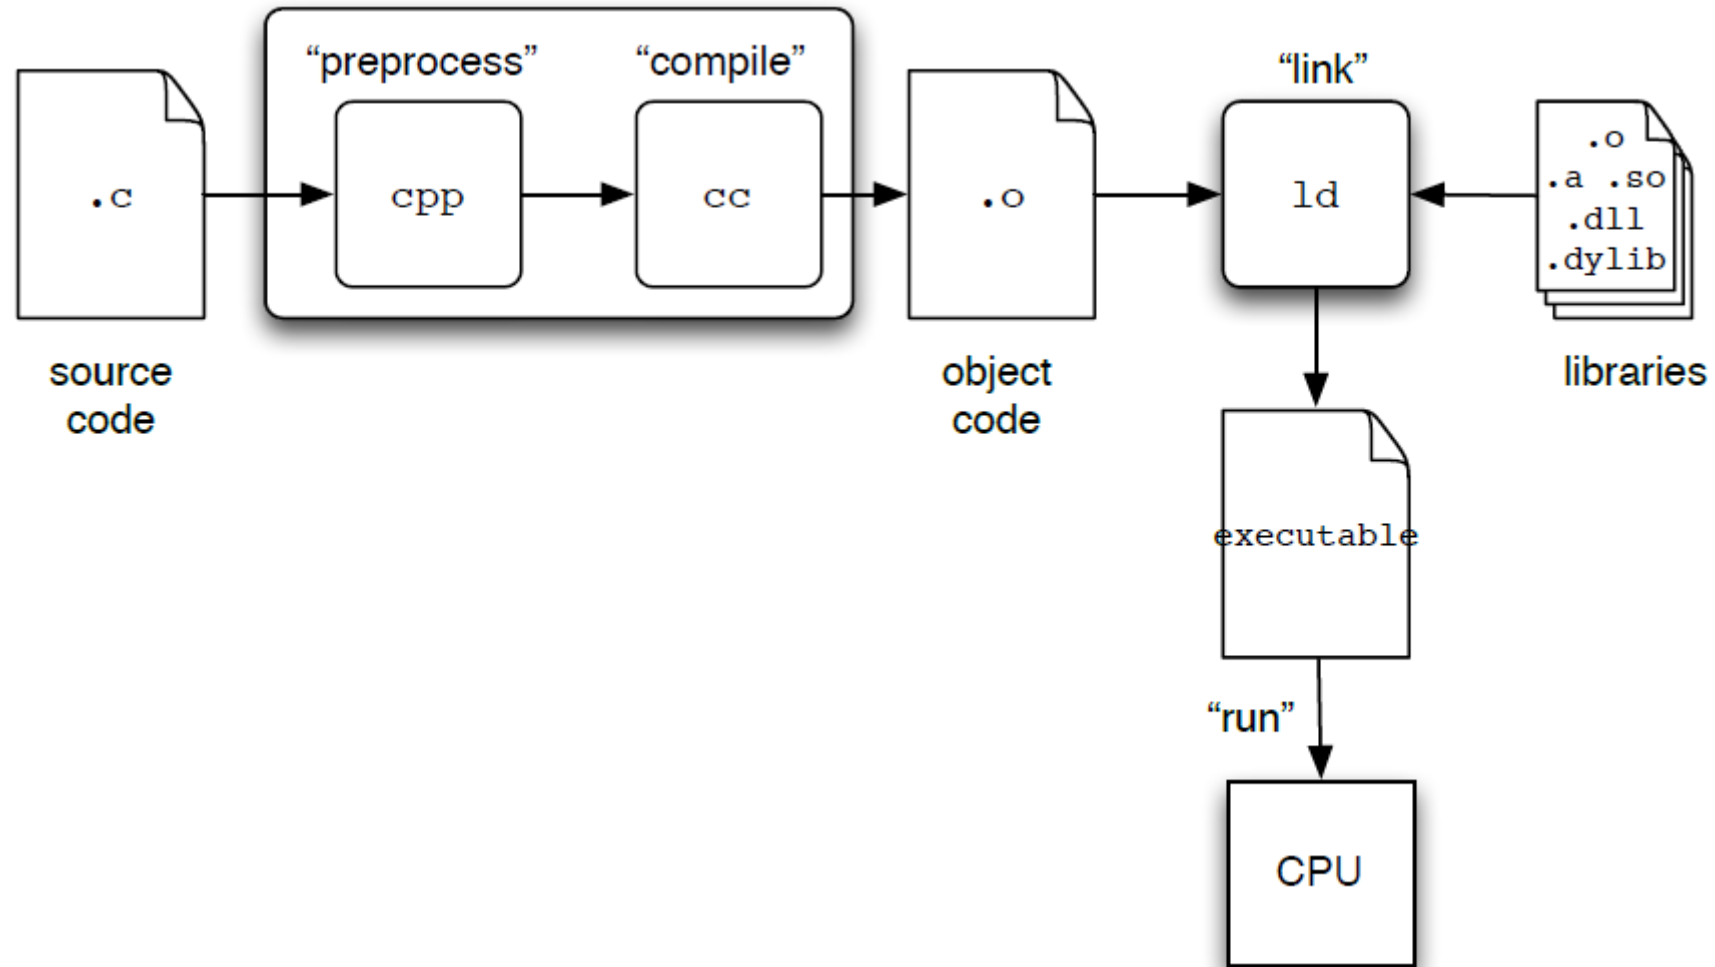 “preprocess”
“compile”
“link”
.c
cpp
cc
.o
ld
.o
.a .so
.dll
.dylib
source
code
object
code
libraries
executable
“run”
CPU